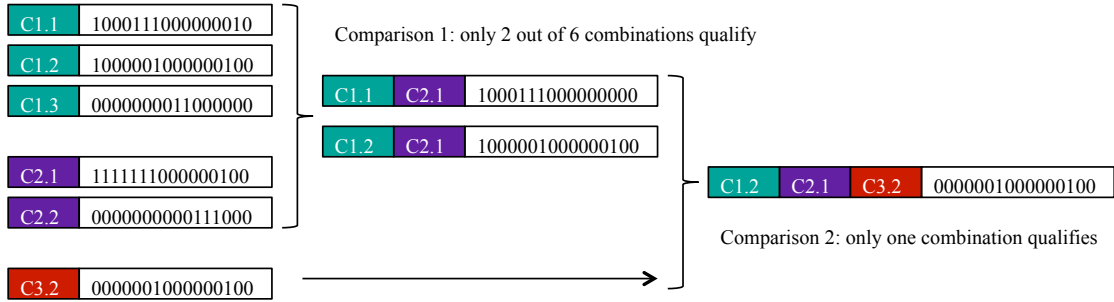 C1.1 1000111000000010
C1.2 1000001000000100
C1.3 0000000011000000
C2.1 1111111000000100
C2.2 0000000000111000
C3.2 0000001000000100
Comparison 1: only 2 out of 6 combinations qualify
C1.1 C2.1 1000111000000000
C1.2 C2.1 1000001000000100
C1.2 C2.1 C3.2 0000001000000100
Comparison 2: only one combination qualifies